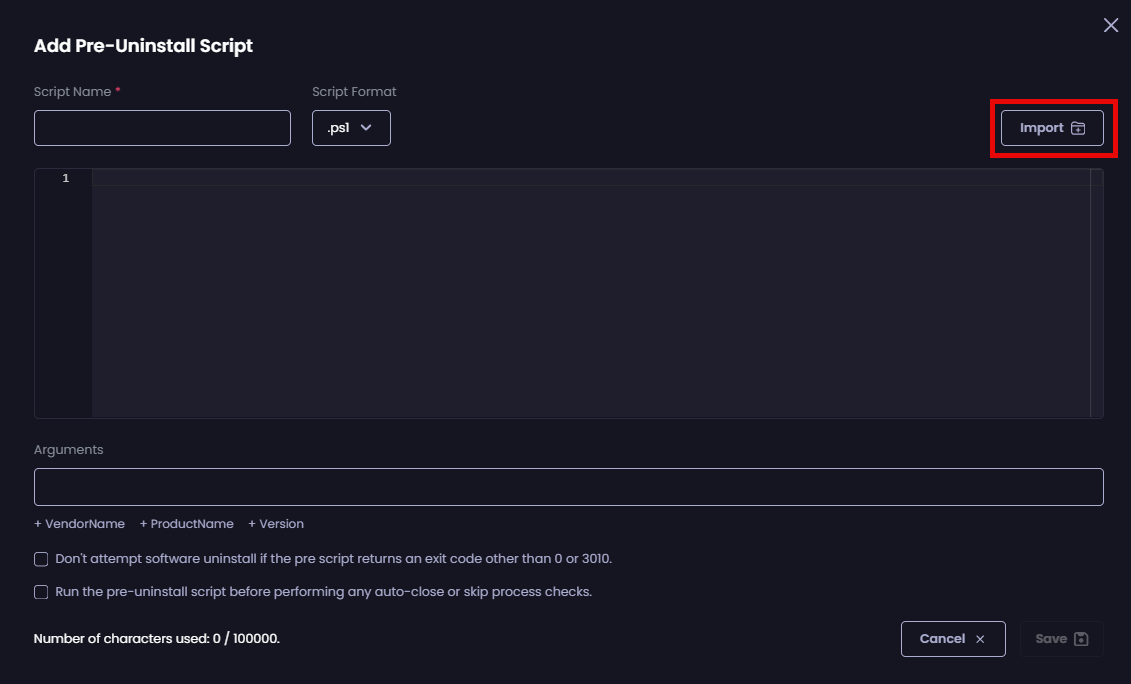 Add Pre-Uninstall Script
Script Name *
Script Format
.ps1
Import
1
Arguments
+ VendorName + ProductName + Version
Don't attempt software uninstall if the pre script returns an exit code other than 0 or 3010.
Run the pre-uninstall script before performing any auto-close or skip process checks.
Number of characters used: 0 / 100000.
Cancel
Save